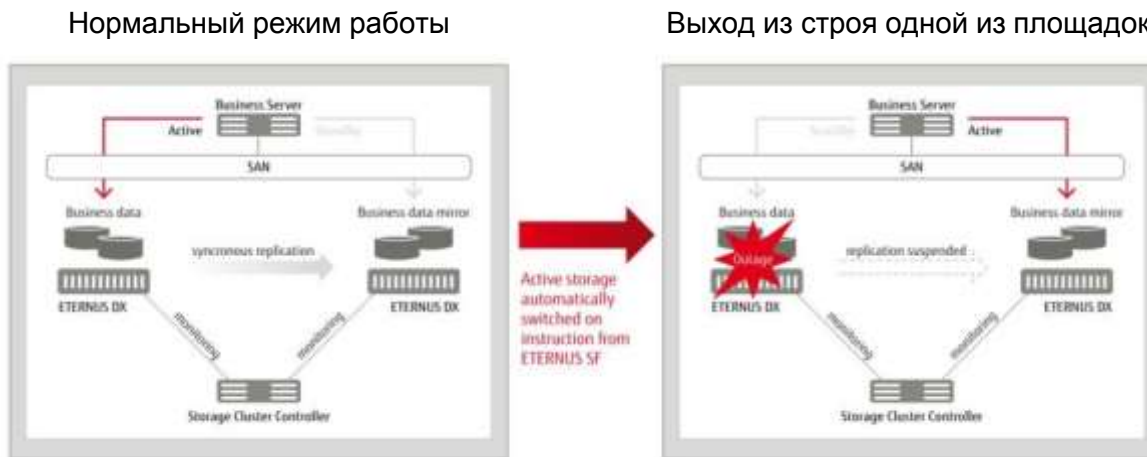 Нормальный режим работы
Выход из строя одной из площадок
Business Server
Active
Standby
SAN
Business data
Business data mirror
syncronous replication
ETERNUS DX
ETERNUS DX
monitoring
monitoring
Storage Cluster Controller
Active storage
automatically
switched on
instruction from
ETERNUS SF
Business Server
Standby
Active
SAN
Business data
Business data mirror
Outage
replication suspended
ETERNUS DX
ETERNUS DX
monitoring
monitoring
Storage Cluster Controller